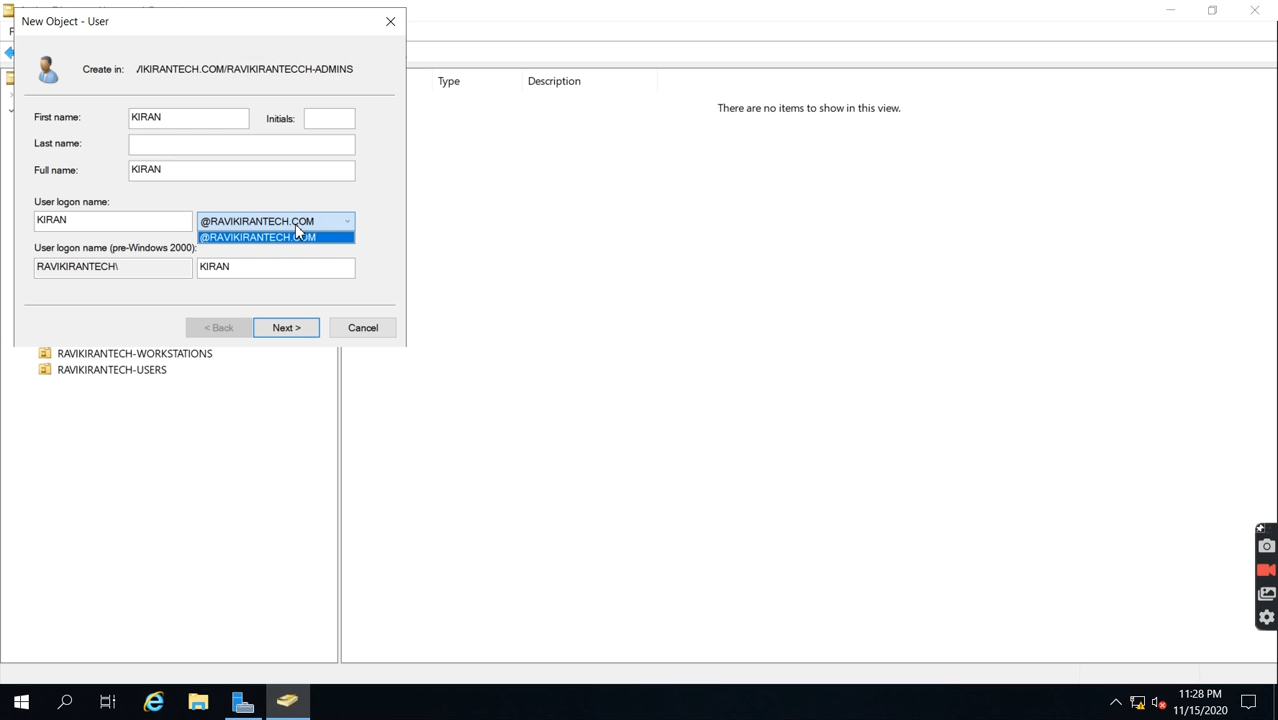 New Object - User
Create in: /IKIRANTECH.COM/RAVIKIRANTECCH-ADMINS
First name: KIRAN Initials:
Last name:
Full name: KIRAN
User logon name:
KIRAN @RAVIKIRANTECH.COM
@RAVIKIRANTECH.COM
User logon name (pre-Windows 2000):
RAVIKIRANTECH\ KIRAN
< Back Next > Cancel
Type Description
There are no items to show in this view.
RAVIKIRANTECH-WORKSTATIONS
RAVIKIRANTECH-USERS
11:28 PM
11/15/2020